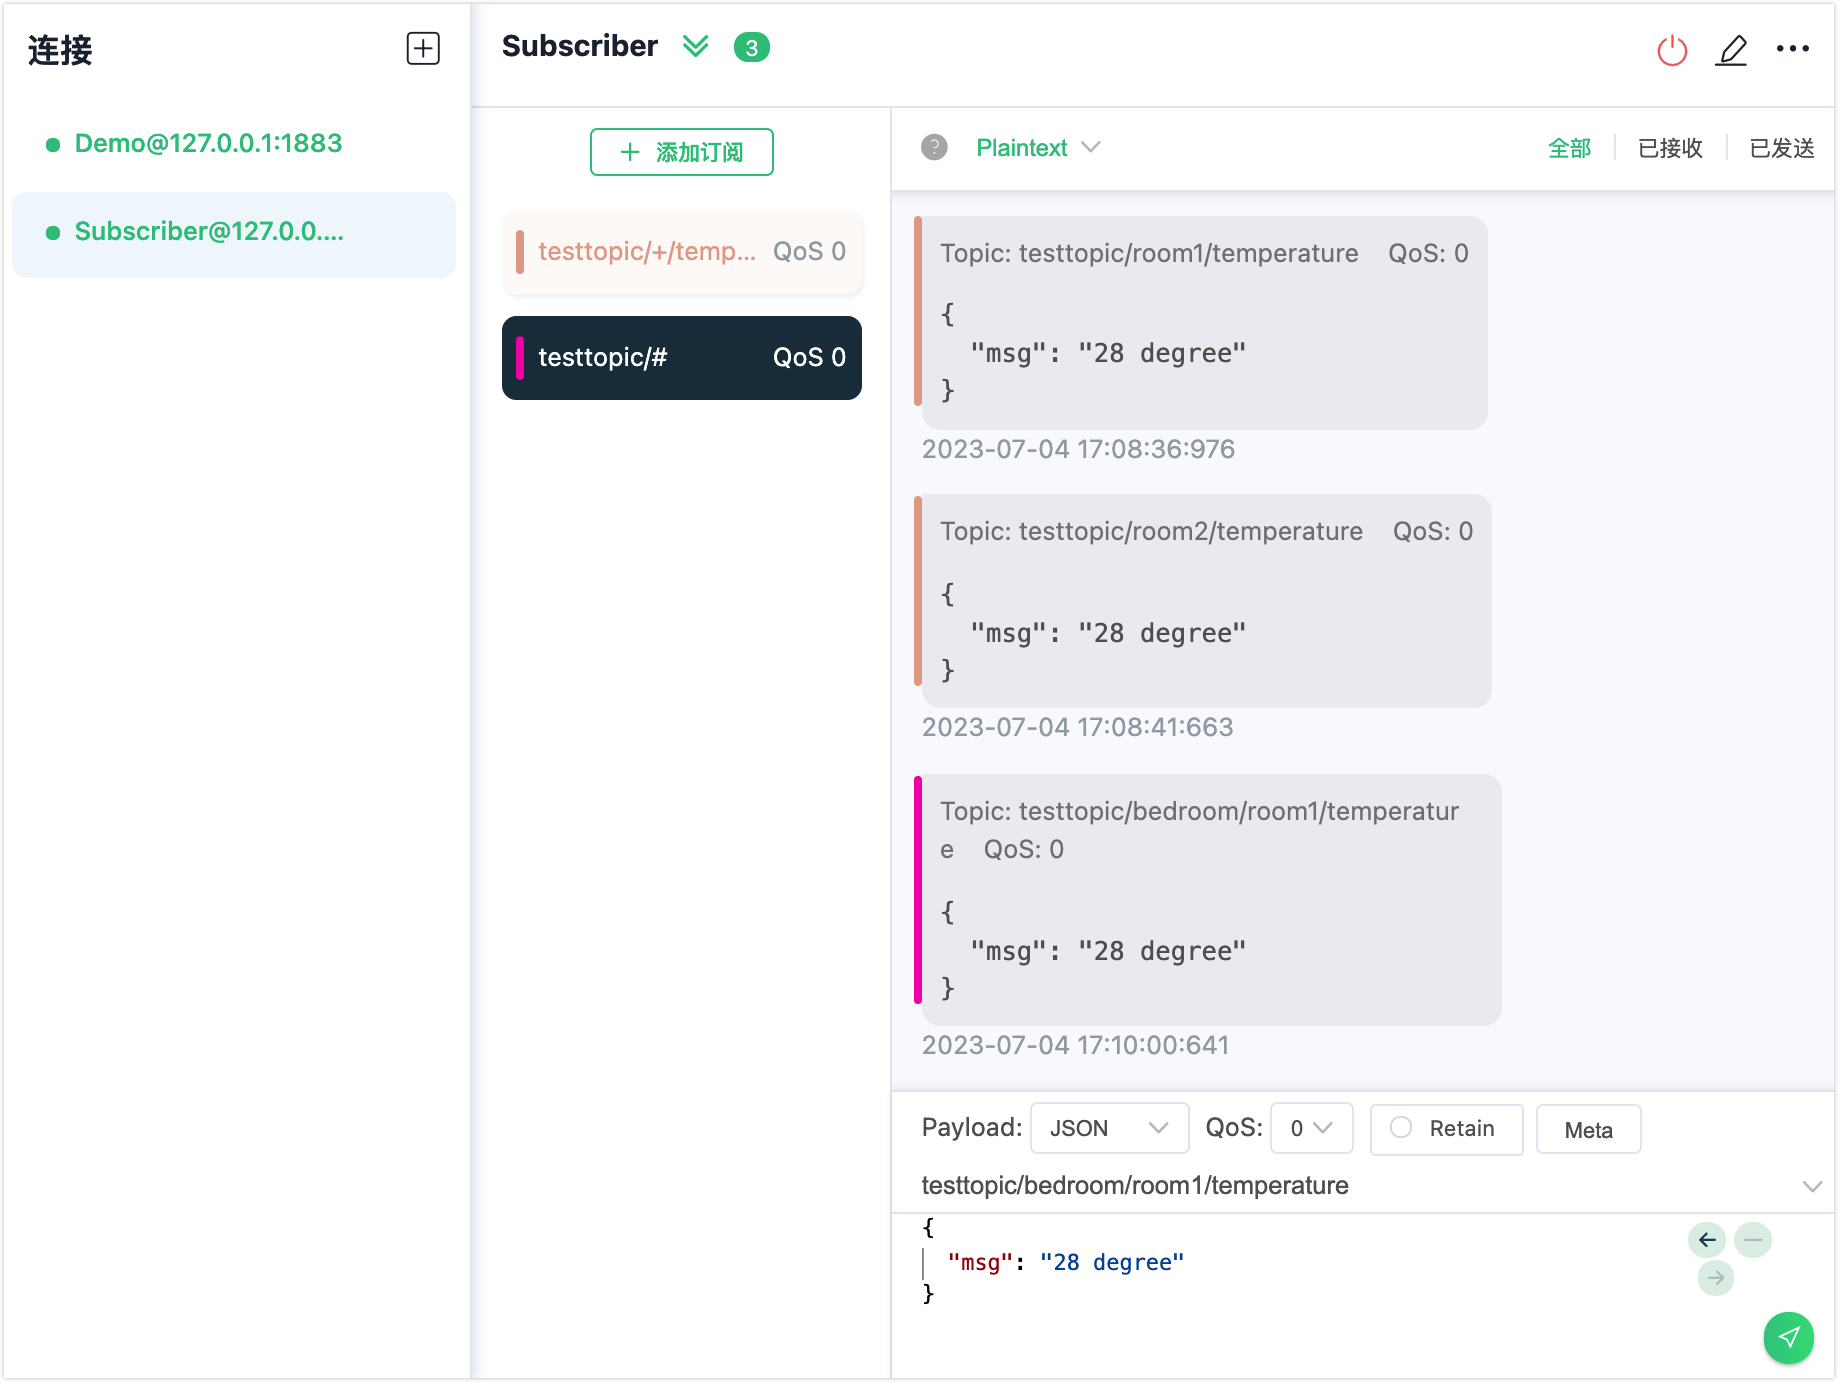 连接
Demo@127.0.0.1:1883
Subscriber@127.0.0....
Subscriber 3
添加订阅
testtopic/+/temp... QoS 0
testtopic/# QoS 0
? Plaintext
全部 已接收 已发送
Topic: testtopic/room1/temperature QoS: 0
{
"msg": "28 degree"
}
2023-07-04 17:08:36:976
Topic: testtopic/room2/temperature QoS: 0
{
"msg": "28 degree"
}
2023-07-04 17:08:41:663
Topic: testtopic/bedroom/room1/temperatur
e QoS: 0
{
"msg": "28 degree"
}
2023-07-04 17:10:00:641
Payload: JSON QoS: 0 Retain Meta
testtopic/bedroom/room1/temperature
{
"msg": "28 degree"
}